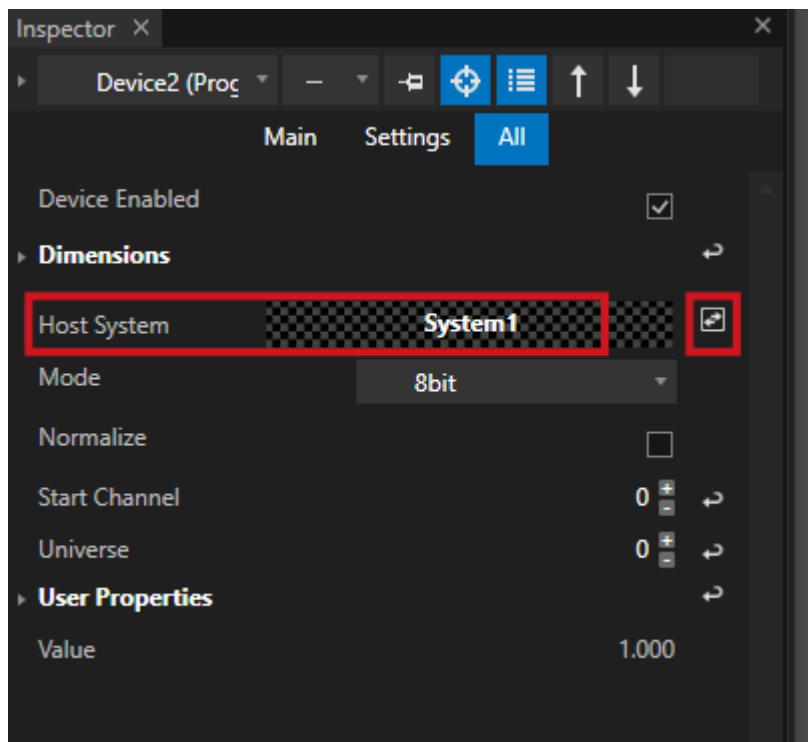 Inspector
Device2 (Prog
Main Settings All
Device Enabled
Dimensions
Host System System1
Mode 8bit
Normalize
Start Channel 0
Universe 0
User Properties
Value 1.000